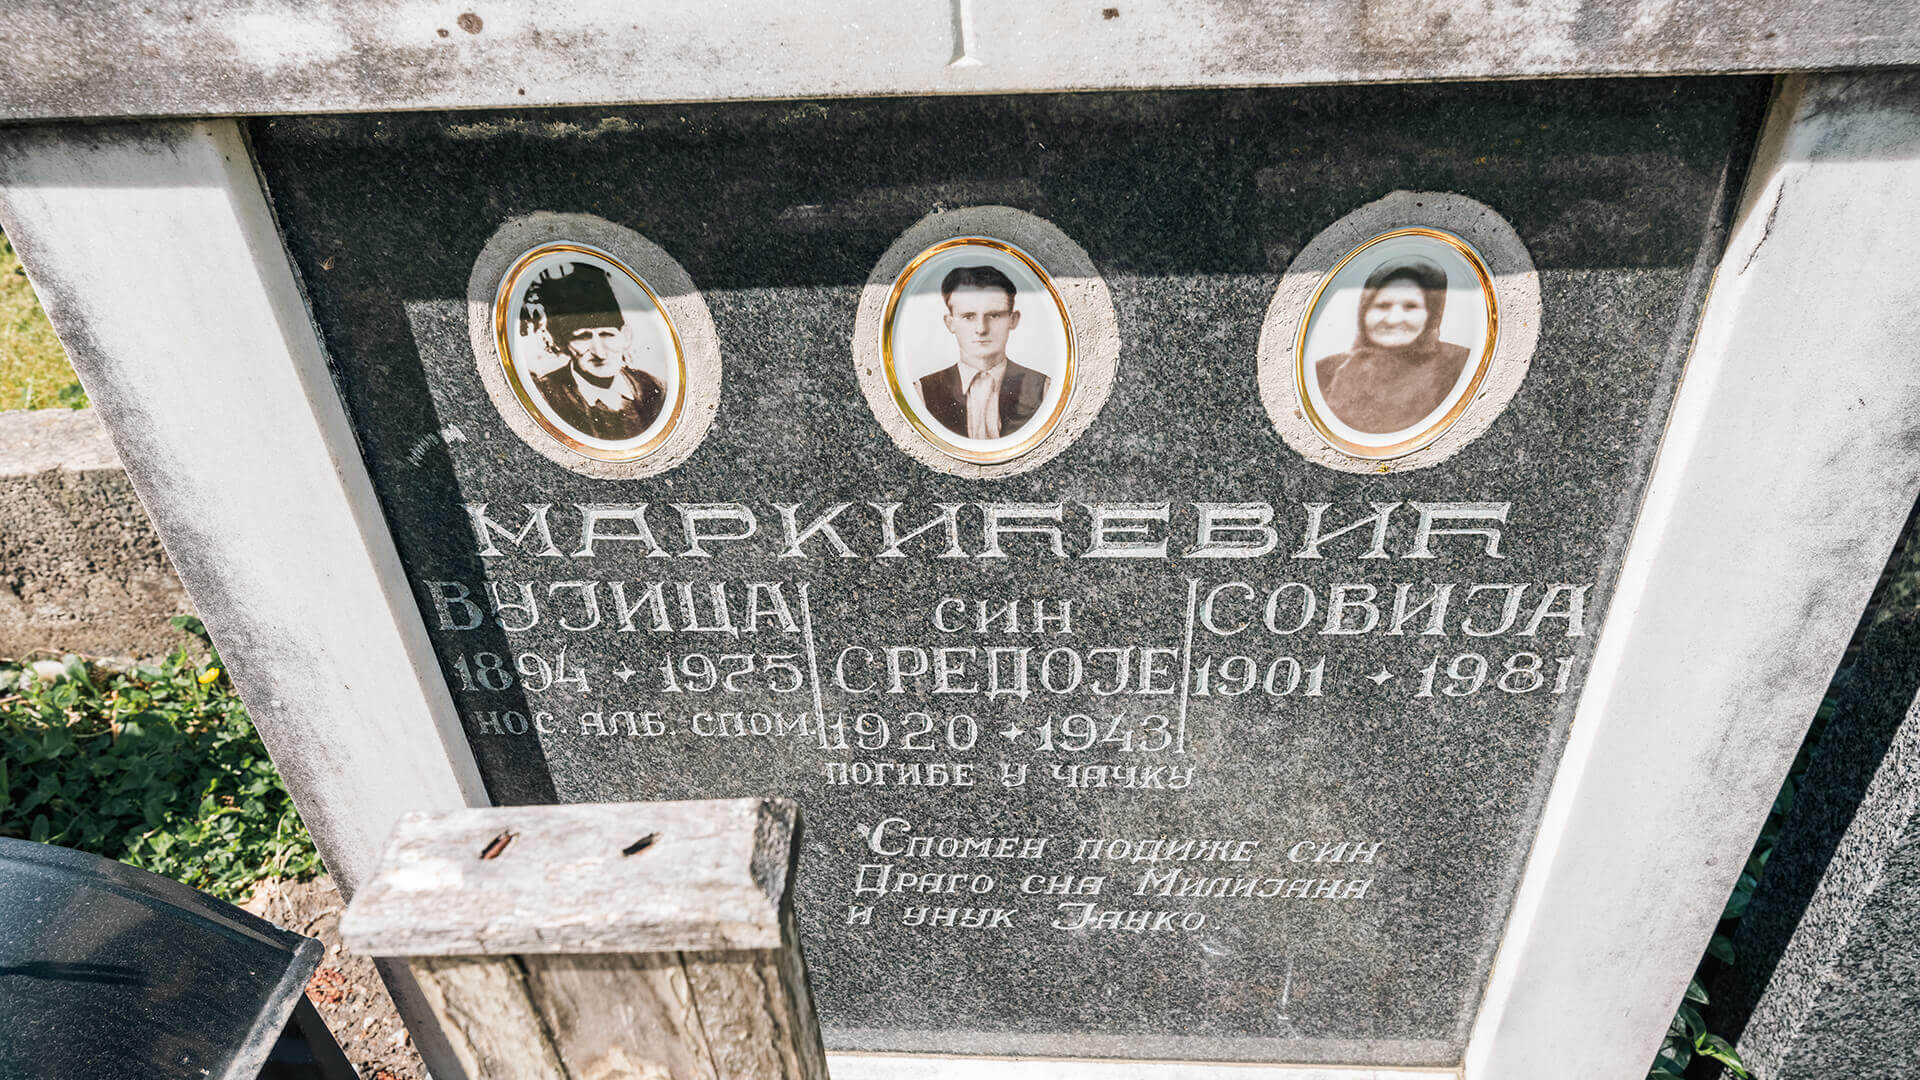 МАРКИЋЕВИЋ
ВУЈИЦА
1894 + 1975
НОС. АЛБ. СПОМ.
СИН
СРЕДОЈЕ
1920 + 1943
ПОГИБЕ У ЧАЧКУ
СОВИЈА
1901 + 1981
СПОМЕН ПОДИЖЕ СИН
ДРАГО СНА МИЛИЈАНА
И УНУК ЈАНКО.